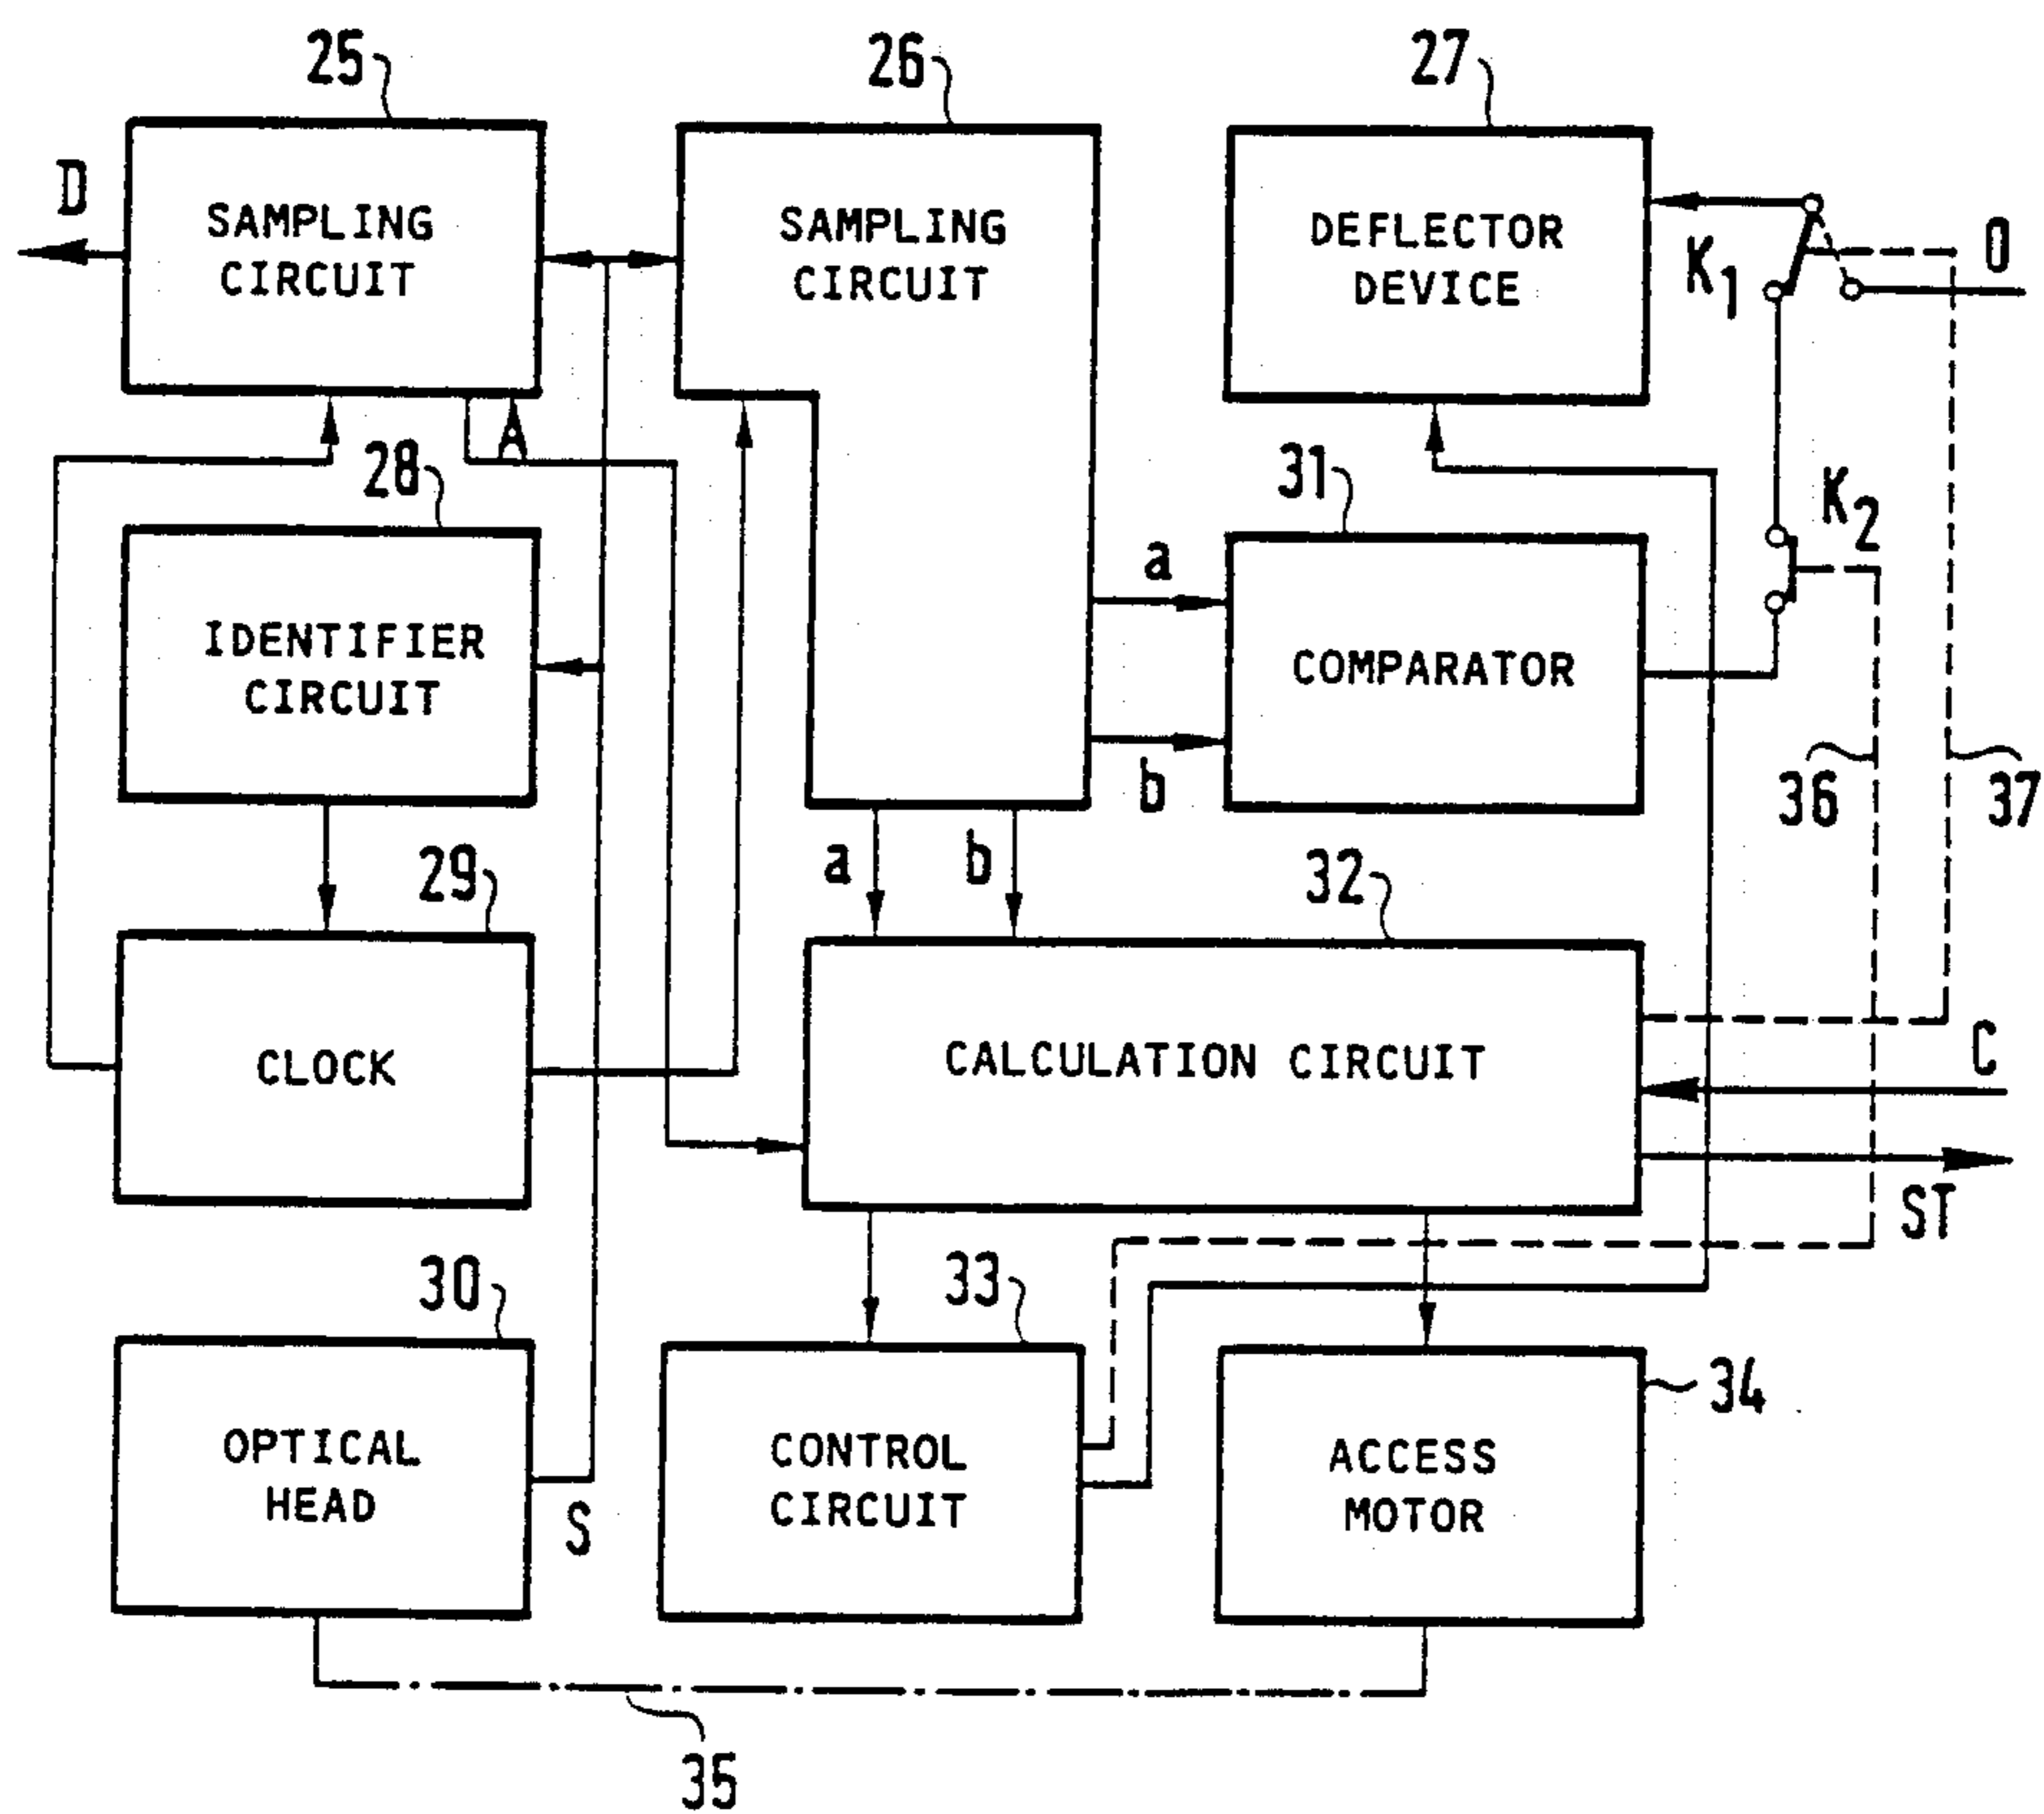 25
26
27
D
SAMPLING
CIRCUIT
SAMPLING
CIRCUIT
DEFLECTOR
DEVICE
K1
O
A
28
31
K2
IDENTIFIER
CIRCUIT
a
b
COMPARATOR
36
37
a
b
29
32
CLOCK
CALCULATION CIRCUIT
C
ST
30
33
34
OPTICAL
HEAD
S
CONTROL
CIRCUIT
ACCESS
MOTOR
35